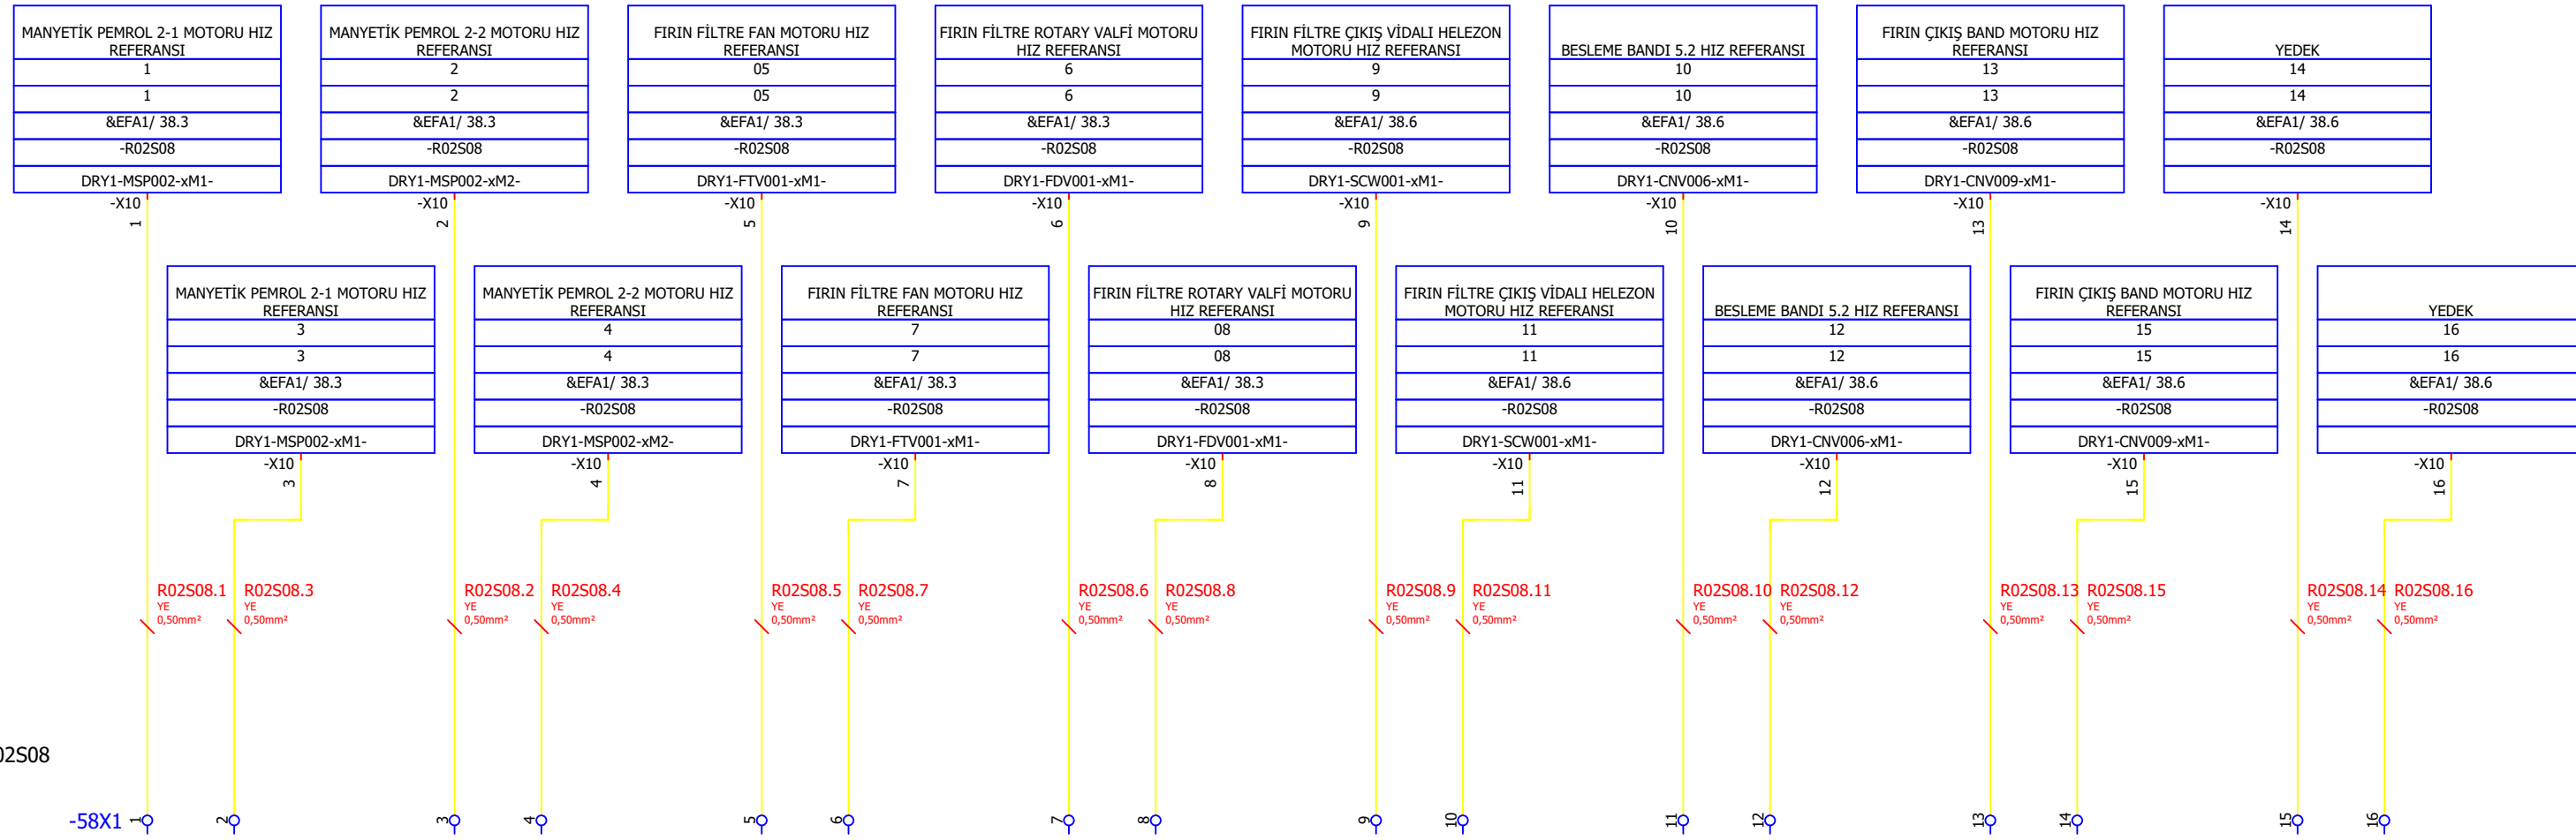 MANYETİK PEMROL 2-1 MOTORU HIZ
REFERANSI
1
1
&EFA1/ 38.3
-R02S08
DRY1-MSP002-xM1-
-X10
1
MANYETİK PEMROL 2-2 MOTORU HIZ
REFERANSI
2
2
&EFA1/ 38.3
-R02S08
DRY1-MSP002-xM2-
-X10
2
FIRIN FİLTRE FAN MOTORU HIZ
REFERANSI
05
05
&EFA1/ 38.3
-R02S08
DRY1-FTV001-xM1-
-X10
5
FIRIN FİLTRE ROTARY VALFİ MOTORU
HIZ REFERANSI
6
6
&EFA1/ 38.3
-R02S08
DRY1-FDV001-xM1-
-X10
6
FIRIN FİLTRE ÇIKIŞ VİDALI HELEZON
MOTORU HIZ REFERANSI
9
9
&EFA1/ 38.6
-R02S08
DRY1-SCW001-xM1-
-X10
9
BESLEME BANDI 5.2 HIZ REFERANSI
10
10
&EFA1/ 38.6
-R02S08
DRY1-CNV006-xM1-
-X10
10
FIRIN ÇIKIŞ BAND MOTORU HIZ
REFERANSI
13
13
&EFA1/ 38.6
-R02S08
DRY1-CNV009-xM1-
-X10
13
YEDEK
14
14
&EFA1/ 38.6
-R02S08
-X10
14
MANYETİK PEMROL 2-1 MOTORU HIZ
REFERANSI
3
3
&EFA1/ 38.3
-R02S08
DRY1-MSP002-xM1-
-X10
3
MANYETİK PEMROL 2-2 MOTORU HIZ
REFERANSI
4
4
&EFA1/ 38.3
-R02S08
DRY1-MSP002-xM2-
-X10
4
FIRIN FİLTRE FAN MOTORU HIZ
REFERANSI
7
7
&EFA1/ 38.3
-R02S08
DRY1-FTV001-xM1-
-X10
7
FIRIN FİLTRE ROTARY VALFİ MOTORU
HIZ REFERANSI
08
08
&EFA1/ 38.3
-R02S08
DRY1-FDV001-xM1-
-X10
8
FIRIN FİLTRE ÇIKIŞ VİDALI HELEZON
MOTORU HIZ REFERANSI
11
11
&EFA1/ 38.6
-R02S08
DRY1-SCW001-xM1-
-X10
11
BESLEME BANDI 5.2 HIZ REFERANSI
12
12
&EFA1/ 38.6
-R02S08
DRY1-CNV006-xM1-
-X10
12
FIRIN ÇIKIŞ BAND MOTORU HIZ
REFERANSI
15
15
&EFA1/ 38.6
-R02S08
DRY1-CNV009-xM1-
-X10
15
YEDEK
16
16
&EFA1/ 38.6
-R02S08
-X10
16
R02S08.1
YE
0,50mm²
R02S08.3
YE
0,50mm²
R02S08.2
YE
0,50mm²
R02S08.4
YE
0,50mm²
R02S08.5
YE
0,50mm²
R02S08.7
YE
0,50mm²
R02S08.6
YE
0,50mm²
R02S08.8
YE
0,50mm²
R02S08.9
YE
0,50mm²
R02S08.11
YE
0,50mm²
R02S08.10
YE
0,50mm²
R02S08.12
YE
0,50mm²
R02S08.13
YE
0,50mm²
R02S08.15
YE
0,50mm²
R02S08.14
YE
0,50mm²
R02S08.16
YE
0,50mm²
02S08
-58X1 1 2 3 4 5 6 7 8 9 10 11 12 13 14 15 16